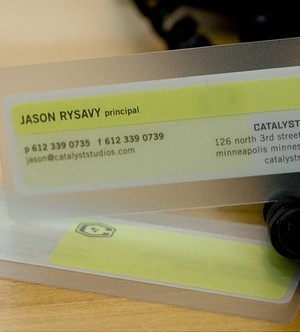 JASON RYSAVY principal
p 612 339 0735 f 612 339 0739
jason@catalyststudios.com
CATALYST
126 north 3rd street
minneapolis minnes
catalysts